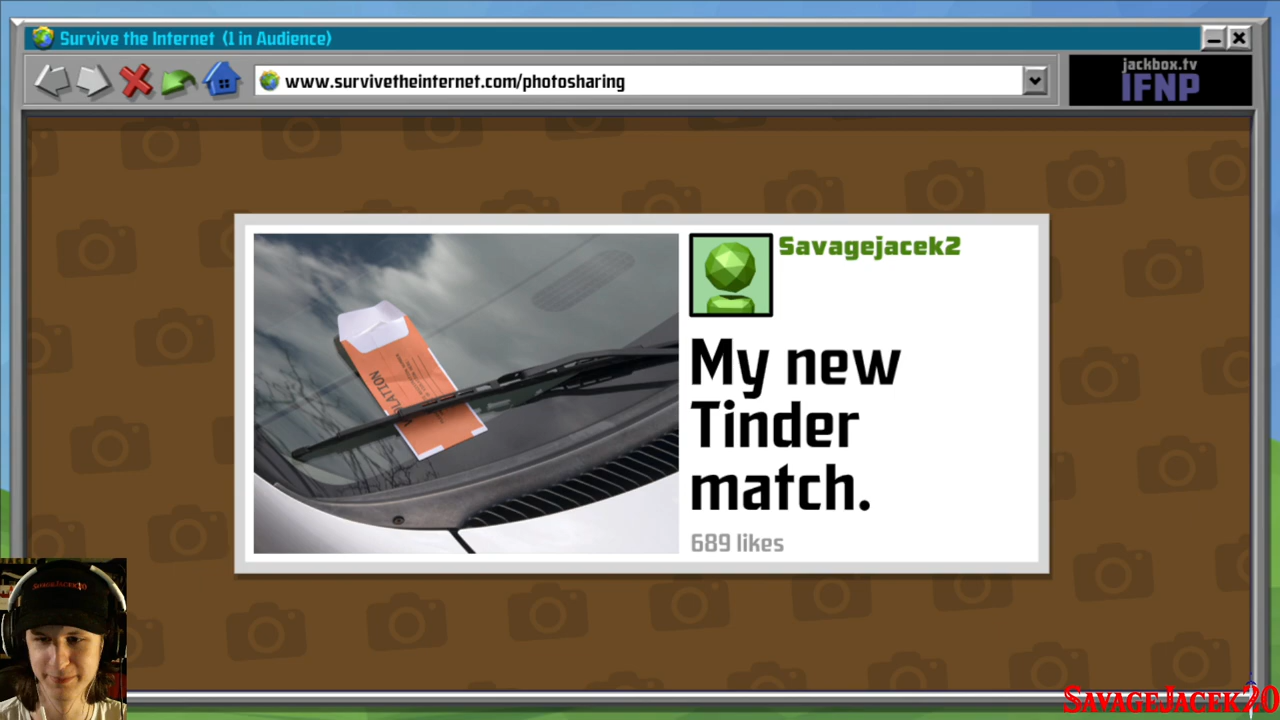 Survive the Internet (1 in Audience)
www.survivetheinternet.com/photosharing
jackbox.tv
IFNP
Savagejacek2
My new
Tinder
match.
689 likes
SavageJacek20
SavageJacek20